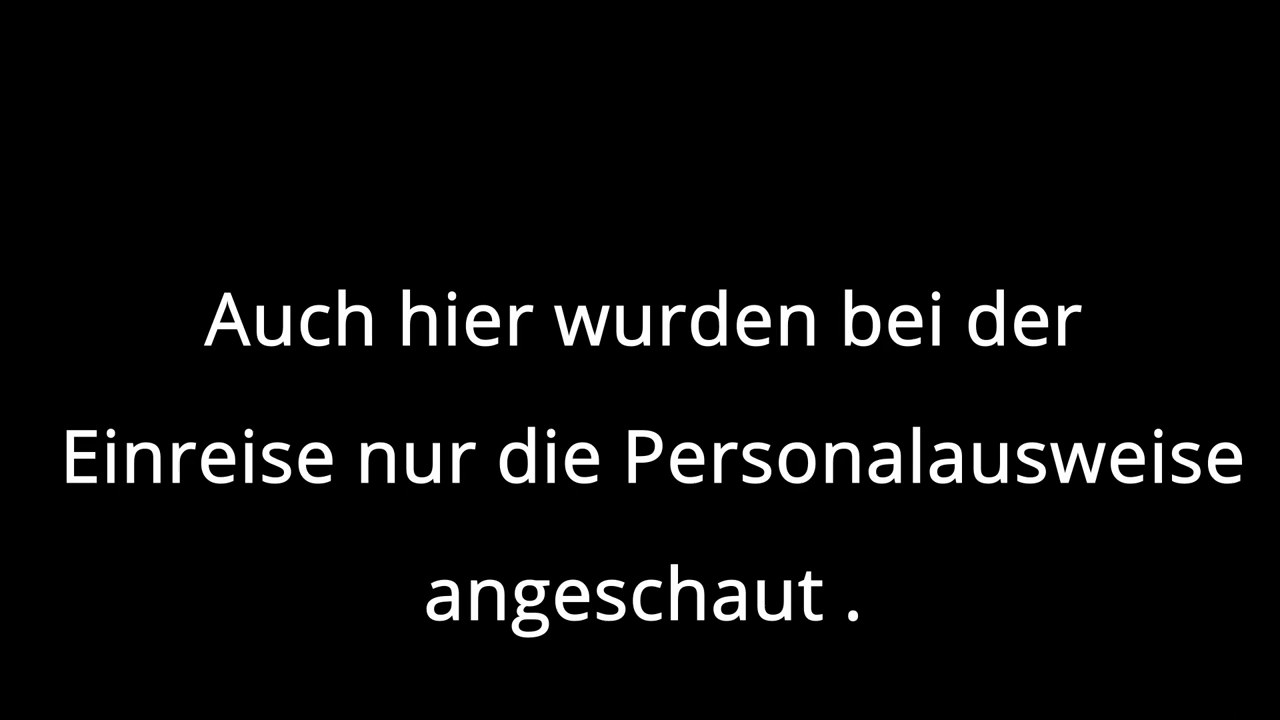 Auch hier wurden bei der
Einreise nur die Personalausweise
angeschaut .